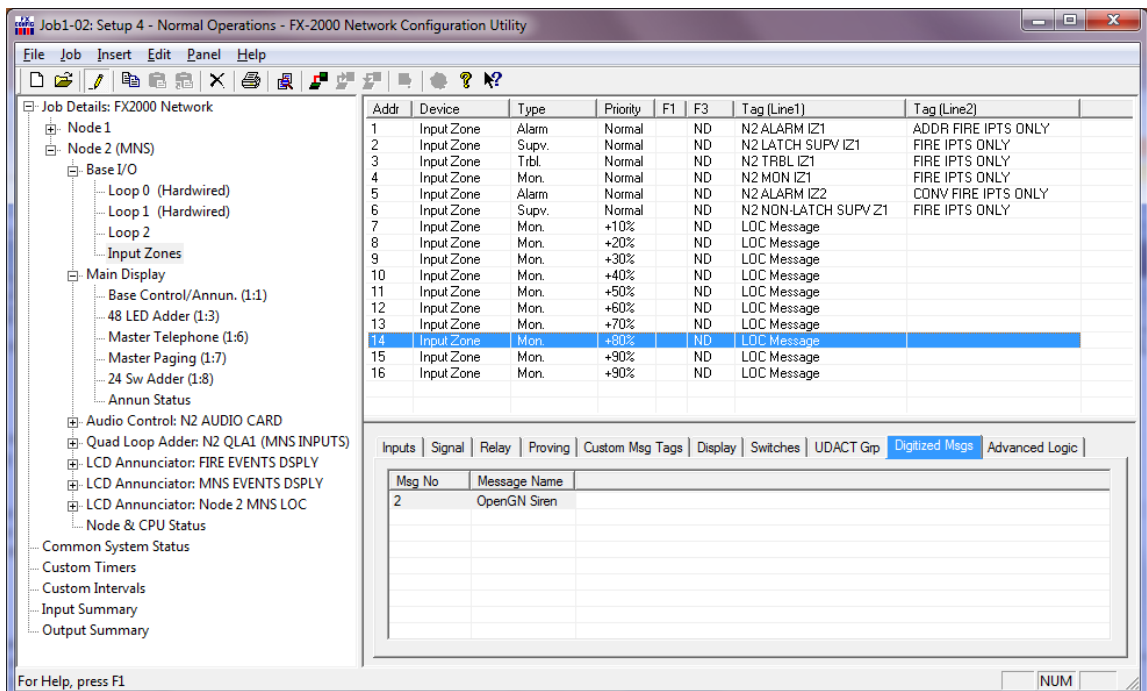 Job1-02: Setup 4 - Normal Operations - FX-2000 Network Configuration Utility
File Job Insert Edit Panel Help
Job Details: FX2000 Network
Node 1
Node 2 (MNS)
Base I/O
Loop 0 (Hardwired)
Loop 1 (Hardwired)
Loop 2
Input Zones
Main Display
Base Control/Annun. (1:1)
48 LED Adder (1:3)
Master Telephone (1:6)
Master Paging (1:7)
24 Sw Adder (1:8)
Annun Status
Audio Control: N2 AUDIO CARD
Quad Loop Adder: N2 QLA1 (MNS INPUTS)
LCD Annunciator: FIRE EVENTS DSPLY
LCD Annunciator: MNS EVENTS DSPLY
LCD Annunciator: Node 2 MNS LOC
Node & CPU Status
Common System Status
Custom Timers
Custom Intervals
Input Summary
Output Summary
Addr Device Type Priority F1 F3 Tag (Line1) Tag (Line2)
1 Input Zone Alarm Normal ND N2 ALARM IZ1 ADDR FIRE IPTS ONLY
2 Input Zone Supv. Normal ND N2 LATCH SUPV IZ1 FIRE IPTS ONLY
3 Input Zone Trbl. Normal ND N2 TRBL IZ1 FIRE IPTS ONLY
4 Input Zone Mon. Normal ND N2 MON IZ1 FIRE IPTS ONLY
5 Input Zone Alarm Normal ND N2 ALARM IZ2 CONV FIRE IPTS ONLY
6 Input Zone Supv. Normal ND N2 NON-LATCH SUPV Z1 FIRE IPTS ONLY
7 Input Zone Mon. +10% ND LOC Message
8 Input Zone Mon. +20% ND LOC Message
9 Input Zone Mon. +30% ND LOC Message
10 Input Zone Mon. +40% ND LOC Message
11 Input Zone Mon. +50% ND LOC Message
12 Input Zone Mon. +60% ND LOC Message
13 Input Zone Mon. +70% ND LOC Message
14 Input Zone Mon. +80% ND LOC Message
15 Input Zone Mon. +90% ND LOC Message
16 Input Zone Mon. +90% ND LOC Message
Inputs Signal Relay Proving Custom Msg Tags Display Switches UDACT Grp Digitized Msgs Advanced Logic
Msg No Message Name
2 OpenGN Siren
For Help, press F1
NUM